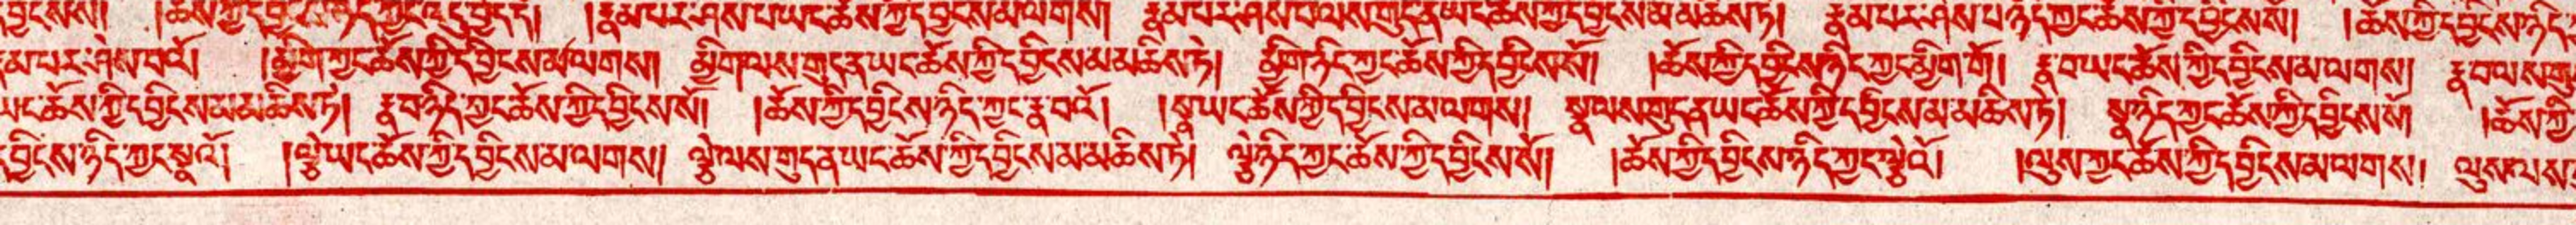 དབྱིངས་སོ། །ཆོས་ཀྱི་དབྱིངས་ཉིད་ཀྱང་འདུ་བྱེད་དོ། །རྣམ་པར་ཤེས་པ་ཡང་ཆོས་ཀྱི་དབྱིངས་མ་ལགས། རྣམ་པར་ཤེས་པ་ལས་གུད་ན་ཡང་ཆོས་ཀྱི་དབྱིངས་མ་མཆིས་ཏེ། རྣམ་པར་ཤེས་པ་ཉིད་ཀྱང་ཆོས་ཀྱི་དབྱིངས་སོ། །ཆོས་ཀྱི་དབྱིངས་ཉིད་
རྣམ་པར་ཤེས་པའོ། །མིག་ཀྱང་ཆོས་ཀྱི་དབྱིངས་མ་ལགས། མིག་ལས་གུད་ན་ཡང་ཆོས་ཀྱི་དབྱིངས་མ་མཆིས་ཏེ། མིག་ཉིད་ཀྱང་ཆོས་ཀྱི་དབྱིངས་སོ། །ཆོས་ཀྱི་དབྱིངས་ཉིད་ཀྱང་མིག་གོ། རྣ་བ་ཡང་ཆོས་ཀྱི་དབྱིངས་མ་ལགས། རྣ་བ་ལས་གུ
ཡང་ཆོས་ཀྱི་དབྱིངས་མ་མཆིས་ཏེ། རྣ་བ་ཉིད་ཀྱང་ཆོས་ཀྱི་དབྱིངས་སོ། །ཆོས་ཀྱི་དབྱིངས་ཉིད་ཀྱང་རྣ་བའོ། །སྣ་ཡང་ཆོས་ཀྱི་དབྱིངས་མ་ལགས། སྣ་ལས་གུད་ན་ཡང་ཆོས་ཀྱི་དབྱིངས་མ་མཆིས་ཏེ། སྣ་ཉིད་ཀྱང་ཆོས་ཀྱི་དབྱིངས་སོ། །ཆོས་ཀྱི
དབྱིངས་ཉིད་ཀྱང་སྣའོ། །ལྕེ་ཡང་ཆོས་ཀྱི་དབྱིངས་མ་ལགས། ལྕེ་ལས་གུད་ན་ཡང་ཆོས་ཀྱི་དབྱིངས་མ་མཆིས་ཏེ། ལྕེ་ཉིད་ཀྱང་ཆོས་ཀྱི་དབྱིངས་སོ། །ཆོས་ཀྱི་དབྱིངས་ཉིད་ཀྱང་ལྕེའོ། །ལུས་ཀྱང་ཆོས་ཀྱི་དབྱིངས་མ་ལགས། ལུས་ལས་